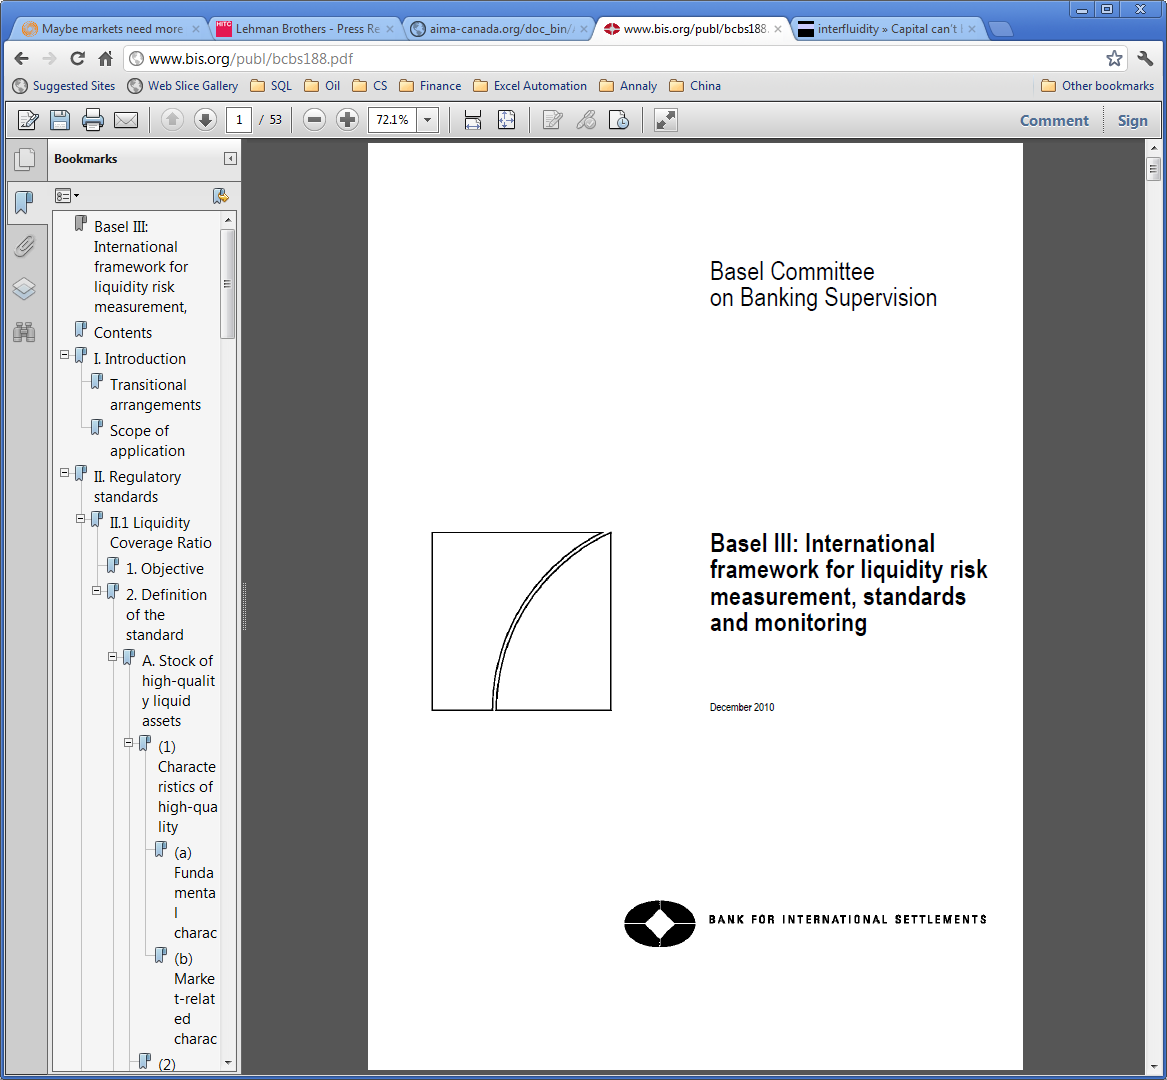 Maybe markets need more
Lehman Brothers - Press Re
aima-canada.org/doc_bin/
www.bis.org/publ/bcbs188.
interfluidity » Capital can't
www.bis.org/publ/bcbs188.pdf
Suggested Sites
Web Slice Gallery
SQL
Oil
CS
Finance
Excel Automation
Annaly
China
Other bookmarks
1 / 53
72.1%
Comment
Sign
Bookmarks
Basel III:
International
framework for
liquidity risk
measurement,
Contents
I. Introduction
Transitional
arrangements
Scope of
application
II. Regulatory
standards
II.1 Liquidity
Coverage Ratio
1. Objective
2. Definition
of the
standard
A. Stock of
high-qualit
y liquid
assets
(1)
Characte
ristics of
high-qua
lity
(a)
Funda
menta
l
charac
(b)
Marke
t-relat
ed
charac
(2)
Basel Committee
on Banking Supervision
Basel III: International
framework for liquidity risk
measurement, standards
and monitoring
December 2010
BANK FOR INTERNATIONAL SETTLEMENTS